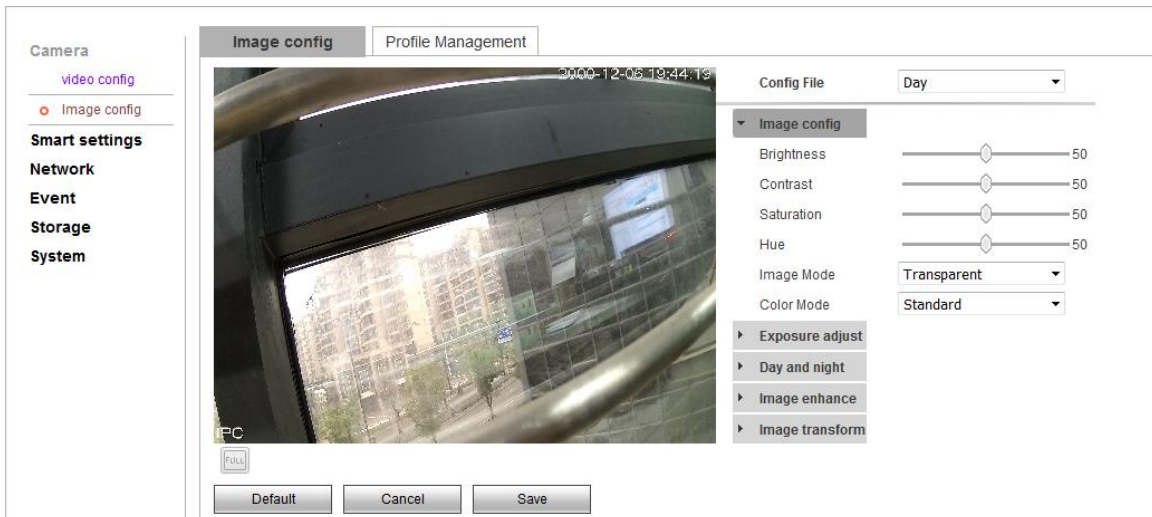 Camera
video config
Image config
Smart settings
Network
Event
Storage
System
Image config
Profile Management
2000-12-06 19:44:19
IPC
FULL
Default
Cancel
Save
Config File
Day
Image config
Brightness
50
Contrast
50
Saturation
50
Hue
50
Image Mode
Transparent
Color Mode
Standard
Exposure adjust
Day and night
Image enhance
Image transform